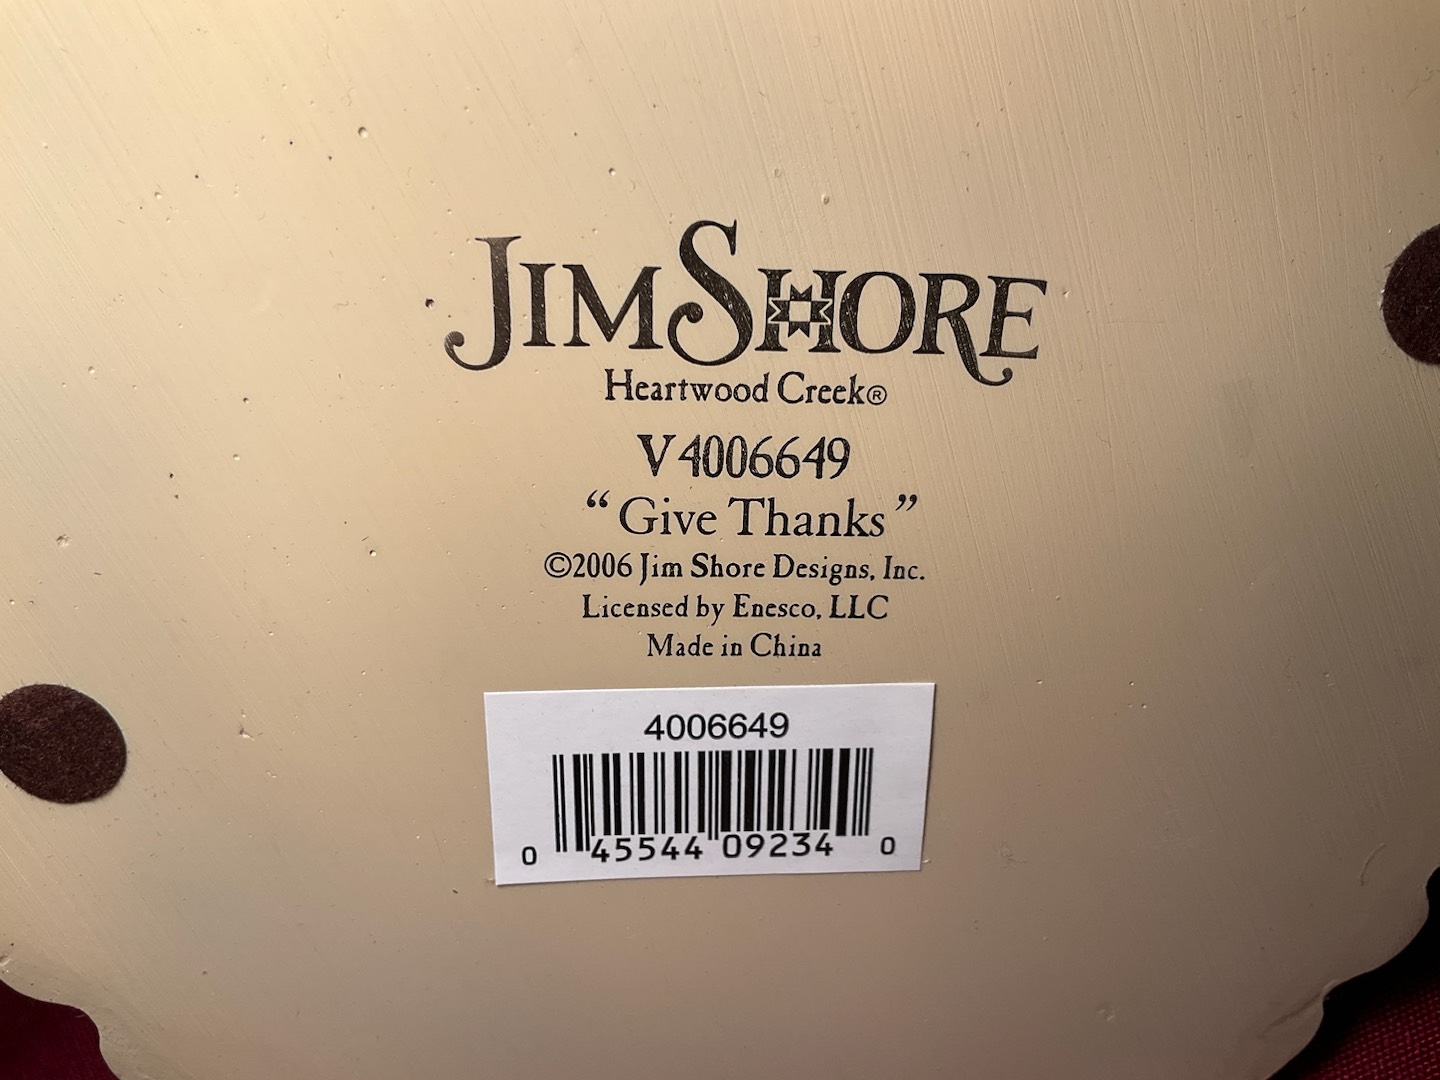 JIM SHORE
Heartwood Creek®
V 4006649
“Give Thanks”
©2006 Jim Shore Designs, Inc.
Licensed by Enesco, LLC
Made in China
4006649
0 45544 09234 0